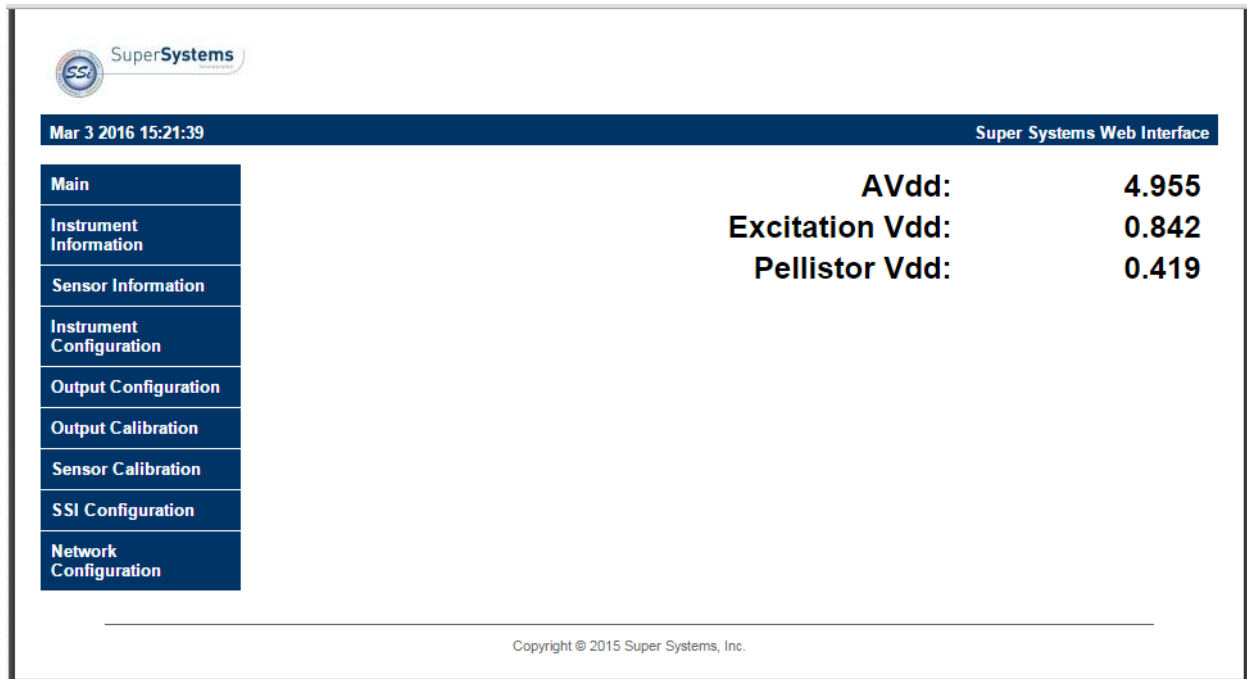 SSi
SuperSystems
incorporated
Mar 3 2016 15:21:39 Super Systems Web Interface
Main
Instrument
Information
Sensor Information
Instrument
Configuration
Output Configuration
Output Calibration
Sensor Calibration
SSI Configuration
Network
Configuration
AVdd: 4.955
Excitation Vdd: 0.842
Pellistor Vdd: 0.419
Copyright © 2015 Super Systems, Inc.